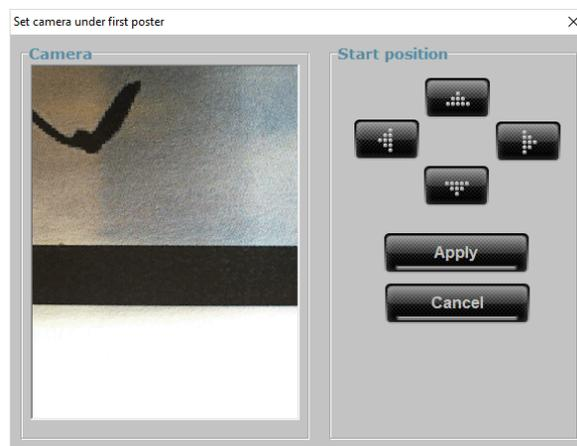 Set camera under first poster
Camera
Start position
Apply
Cancel